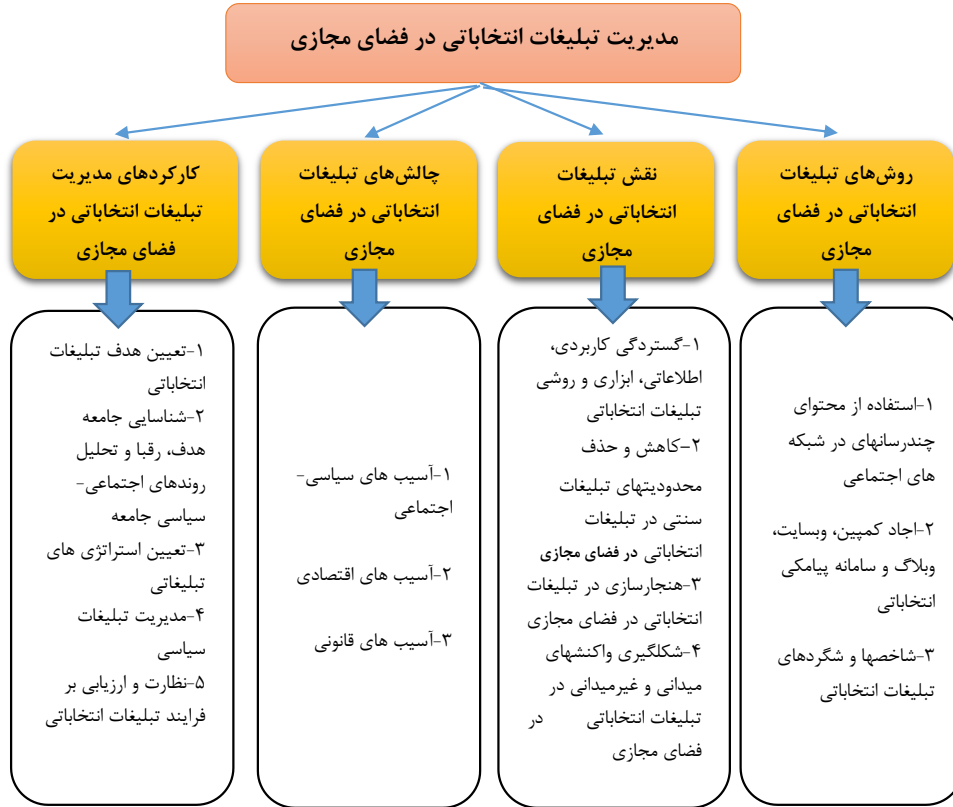 مدیریت تبلیغات انتخاباتی در فضای مجازی
روش‌های تبلیغات
انتخاباتی در فضای
مجازی
نقش تبلیغات
انتخاباتی در فضای
مجازی
چالش‌های تبلیغات
انتخاباتی در فضای
مجازی
کارکردهای مدیریت
تبلیغات انتخاباتی در
فضای مجازی
۱-استفاده از محتوای
چندرسانهای در شبکه
های اجتماعی
۲-اجاد کمپین، وبسایت،
وبلاگ و سامانه پیامکی
انتخاباتی
۳-شاخصها و شگردهای
تبلیغات انتخاباتی
۱-گستردگی کاربردی،
اطلاعاتی، ابزاری و روشی
تبلیغات انتخاباتی
۲-کاهش و حذف
محدودیتهای تبلیغات
سنتی در تبلیغات
انتخاباتی در فضای مجازی
۳-هنجارسازی در تبلیغات
انتخاباتی در فضای مجازی
۴-شکلگیری واکنشهای
میدانی و غیرمیدانی در
تبلیغات انتخاباتی در
فضای مجازی
۱-آسیب های سیاسی-
اجتماعی
۲-آسیب های اقتصادی
۳-آسیب های قانونی
۱-تعیین هدف تبلیغات
انتخاباتی
۲-شناسایی جامعه
هدف، رقبا و تحلیل
روندهای اجتماعی-
سیاسی جامعه
۳-تعیین استراتژی های
تبلیغاتی
۴-مدیریت تبلیغات
سیاسی
۵-نظارت و ارزیابی بر
فرایند تبلیغات انتخاباتی